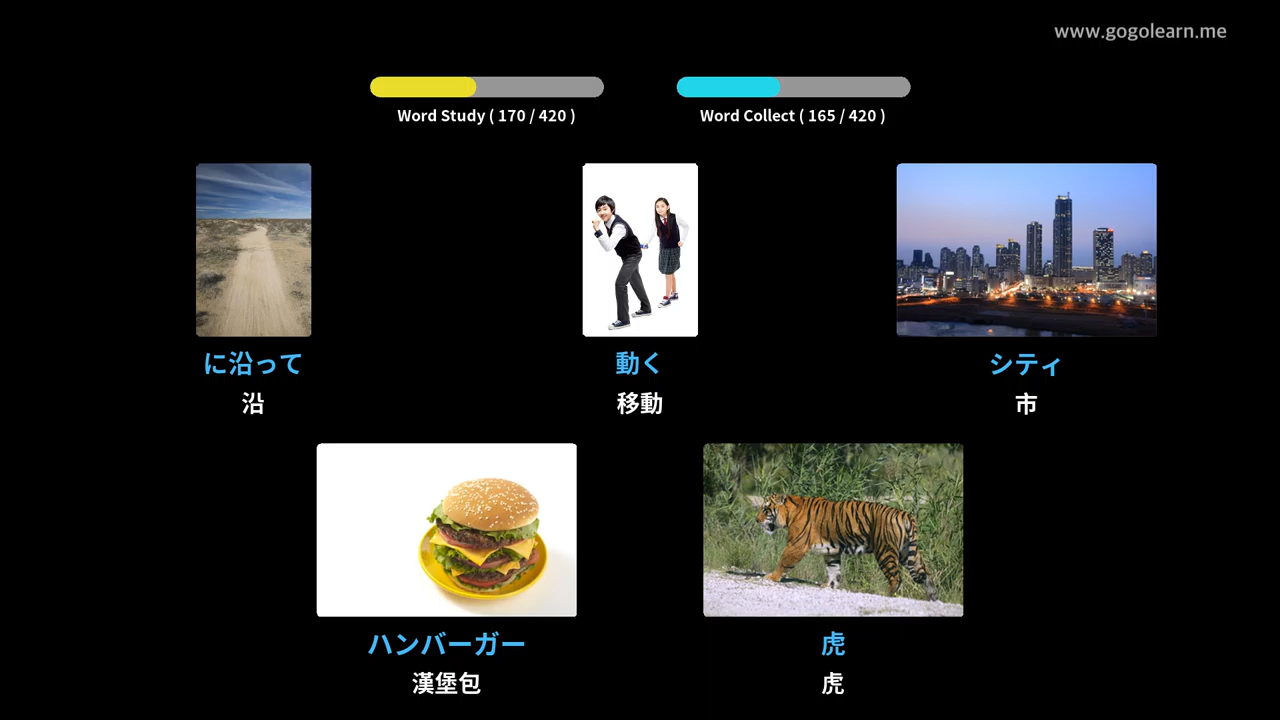 www.gogolearn.me
Word Study ( 170 / 420 )
Word Collect ( 165 / 420 )
に沿って
沿
動く
移動
シティ
市
ハンバーガー
漢堡包
虎
虎